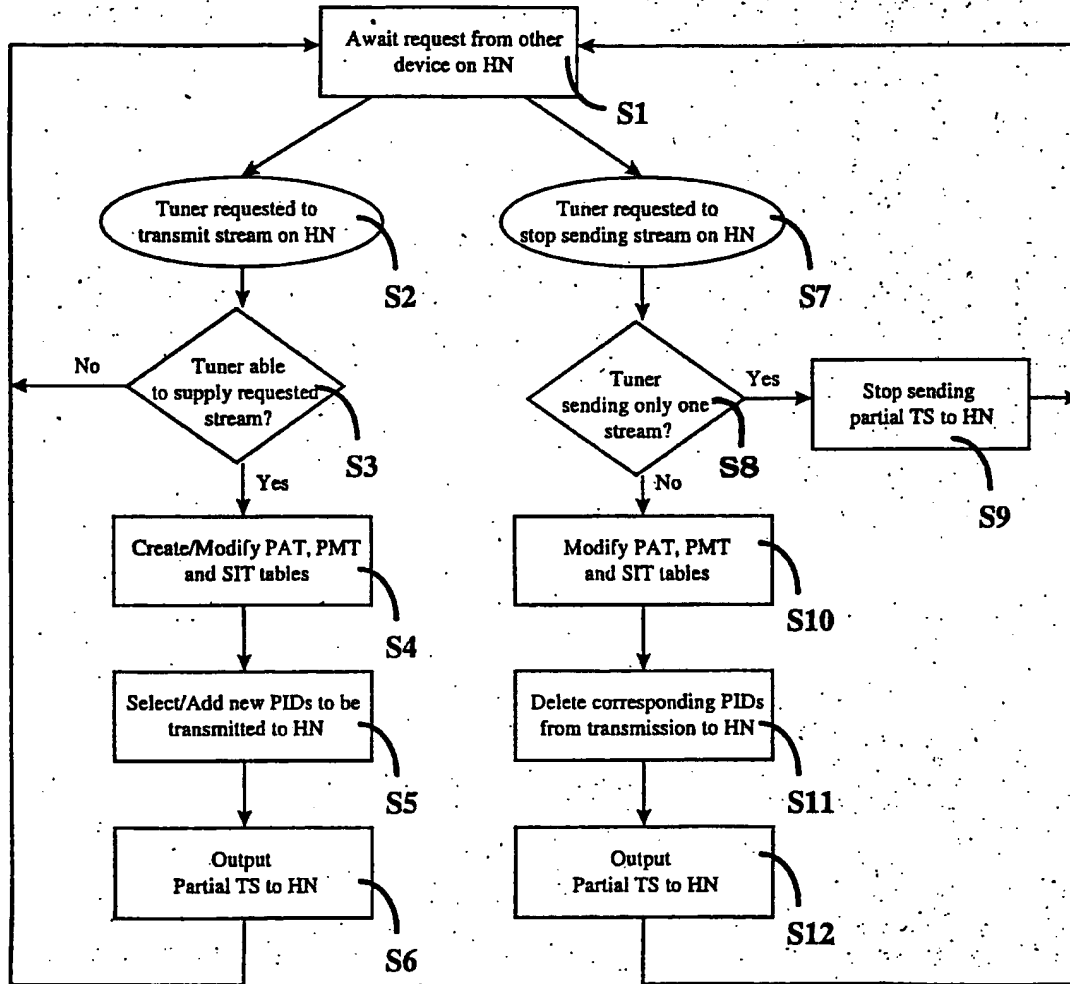 Await request from other
device on HN
S1
Tuner requested to
transmit stream on HN
S2
Tuner able
to supply requested
stream?
S3
No
Yes
Create/Modify PAT, PMT
and SIT tables
S4
Select/Add new PIDs to be
transmitted to HN
S5
Output
Partial TS to HN
S6
Tuner requested to
stop sending stream on HN
S7
Tuner
sending only one
stream?
S8
Yes
Stop sending
partial TS to HN
S9
No
Modify PAT, PMT
and SIT tables
S10
Delete corresponding PIDs
from transmission to HN
S11
Output
Partial TS to HN
S12